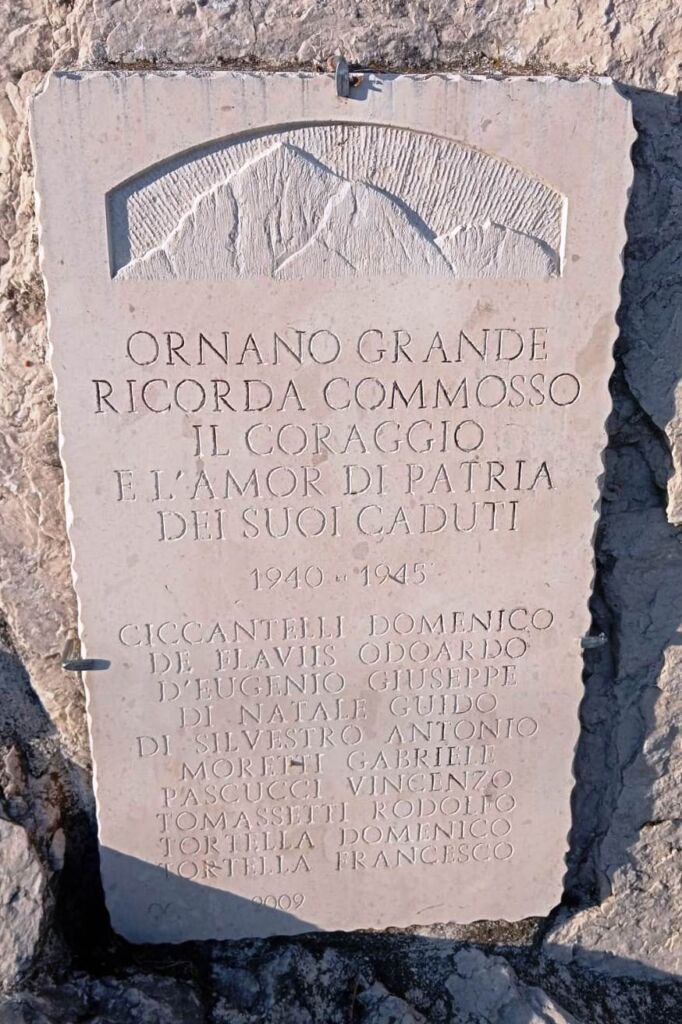 ORNANO GRANDE
RICORDA COMMOSSO
IL CORAGGIO
E L'AMOR DI PATRIA
DEI SUOI CADUTI
1940 - 1945
CICCANTELLI DOMENICO
DE FLAVIIS ODOARDO
D'EUGENIO GIUSEPPE
DI NATALE GUIDO
DI SILVESTRO ANTONIO
MORETTI GABRIELE
PASCUCCI VINCENZO
TOMASSETTI RODOLFO
TORTELLA DOMENICO
TORTELLA FRANCESCO
2009